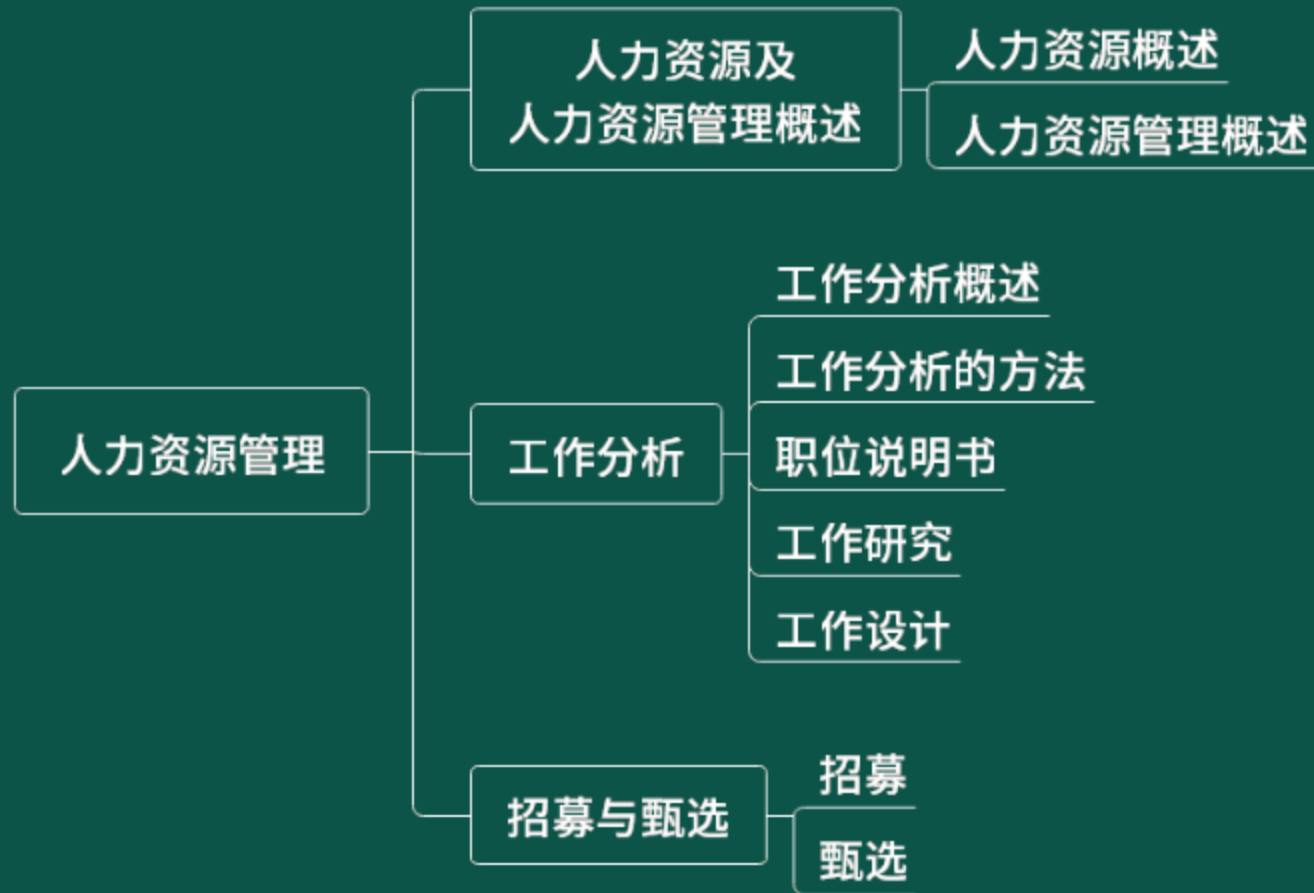 人力资源管理
人力资源及
人力资源管理概述
人力资源概述
人力资源管理概述
工作分析
工作分析概述
工作分析的方法
职位说明书
工作研究
工作设计
招募与甄选
招募
甄选